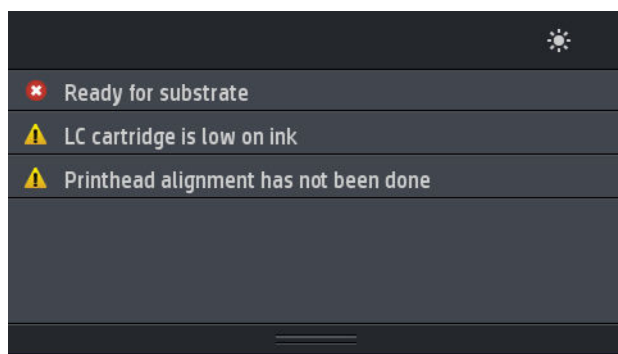 Ready for substrate
LC cartridge is low on ink
Printhead alignment has not been done